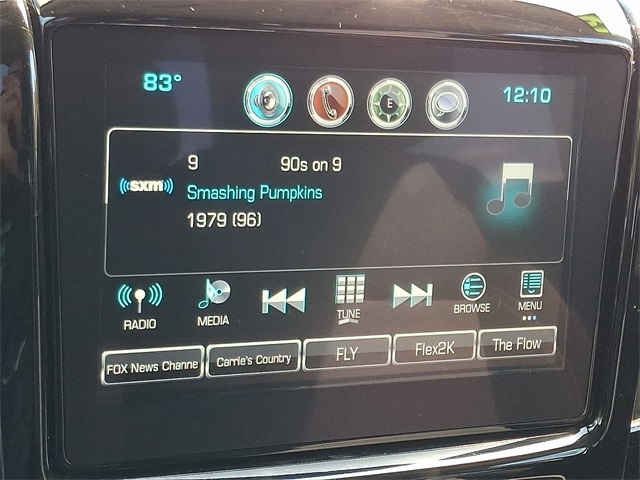 83° E 12:10
9 90s on 9
((sxm)) Smashing Pumpkins
1979 (96)
RADIO MEDIA TUNE BROWSE MENU
FOX News Channe Carrie's Country FLY Flex2K The Flow